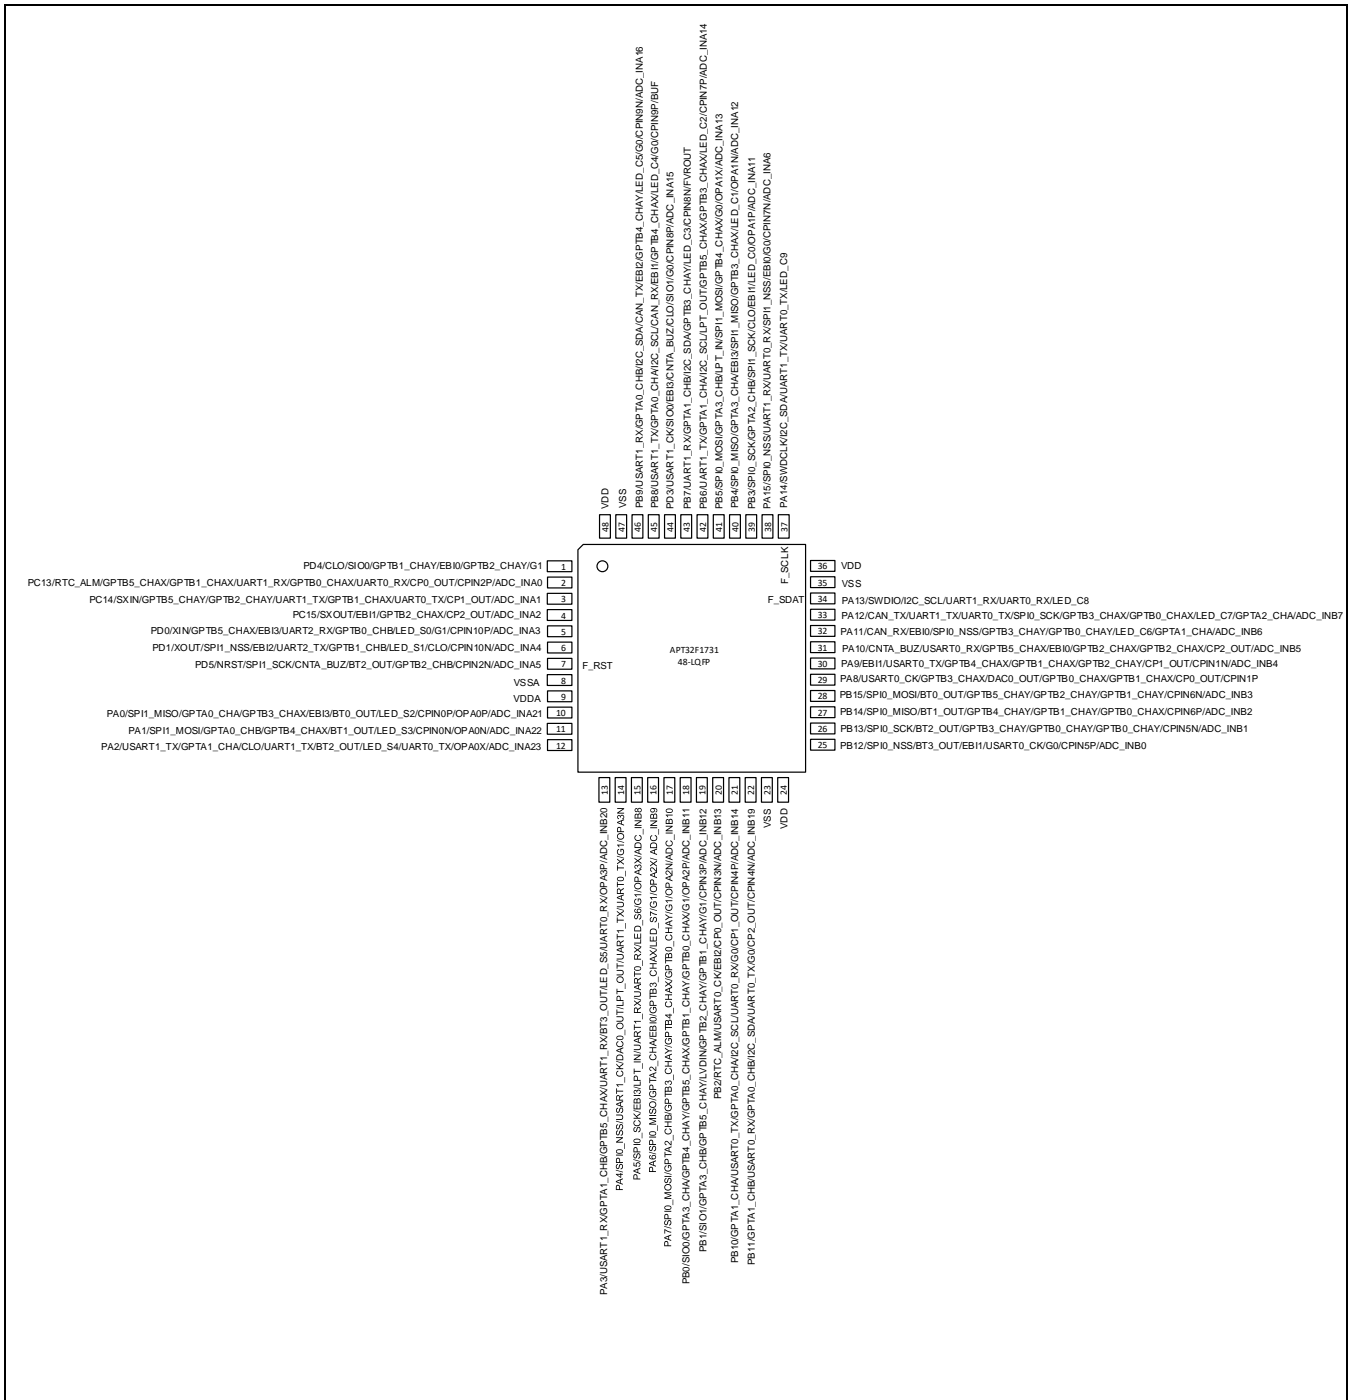 PB9/USART1_RX/GPTA0_CHB/I2C_SDA/CAN_TX/EBI2/GPTB4_CHAY/LED_C5/G0/CPIN9N/ADC_INA16
PB8/USART1_TX/GPTA0_CHA/I2C_SCL/CAN_RX/EBI1/GPTB4_CHAX/LED_C4/G0/CPIN9P/BUF
PD3/USART1_CK/SIO0/EBI3/CNTA_BUZ/CLO/SIO1/G0/CPIN8P/ADC_INA15
PB7/UART1_RX/GPTA1_CHB/I2C_SDA/GPTB3_CHAY/LED_C3/CPIN8N/FVROUT
PB6/UART1_TX/GPTA1_CHA/I2C_SCL/LPT_OUT/GPTB5_CHAX/GPTB3_CHAX/LED_C2/CPIN7P/ADC_INA14
PB5/SPI0_MOSI/GPTA3_CHB/LPT_IN/SPI1_MOSI/GPTB4_CHAX/G0/OPA1X/ADC_INA13
PB4/SPI0_MISO/GPTA3_CHA/EBI3/SPI1_MISO/GPTB3_CHAX/LED_C1/OPA1N/ADC_INA12
PB3/SPI0_SCK/GPTA2_CHB/SPI1_SCK/CLO/EBI1/LED_C0/OPA1P/ADC_INA11
PA15/SPI0_NSS/UART1_RX/UART0_RX/SPI1_NSS/EBI0/G0/CPIN7N/ADC_INA6
PA14/SWDCLK/I2C_SDA/UART1_TX/UART0_TX/LED_C9
VDD
VSS
48
47
46
45
44
43
42
41
40
39
38
37
PD4/CLO/SIO0/GPTB1_CHAY/EBI0/GPTB2_CHAY/G1 1
PC13/RTC_ALM/GPTB5_CHAX/GPTB1_CHAX/UART1_RX/GPTB0_CHAX/UART0_RX/CP0_OUT/CPIN2P/ADC_INA0 2
PC14/SXIN/GPTB5_CHAY/GPTB2_CHAY/UART1_TX/GPTB1_CHAX/UART0_TX/CP1_OUT/ADC_INA1 3
PC15/SXOUT/EBI1/GPTB2_CHAX/CP2_OUT/ADC_INA2 4
PD0/XIN/GPTB5_CHAX/EBI3/UART2_RX/GPTB0_CHB/LED_S0/G1/CPIN10P/ADC_INA3 5
PD1/XOUT/SPI1_NSS/EBI2/UART2_TX/GPTB1_CHB/LED_S1/CLO/CPIN10N/ADC_INA4 6
PD5/NRST/SPI1_SCK/CNTA_BUZ/BT2_OUT/GPTB2_CHB/CPIN2N/ADC_INA5 7
VSSA 8
VDDA 9
PA0/SPI1_MISO/GPTA0_CHA/GPTB3_CHAX/EBI3/BT0_OUT/LED_S2/CPIN0P/OPA0P/ADC_INA21 10
PA1/SPI1_MOSI/GPTA0_CHB/GPTB4_CHAX/BT1_OUT/LED_S3/CPIN0N/OPA0N/ADC_INA22 11
PA2/USART1_TX/GPTA1_CHA/CLO/UART1_TX/BT2_OUT/LED_S4/UART0_TX/OPA0X/ADC_INA23 12
F_SCLK
F_SDAT
F_RST
APT32F1731
48-LQFP
36 VDD
35 VSS
34 PA13/SWDIO/I2C_SCL/UART1_RX/UART0_RX/LED_C8
33 PA12/CAN_TX/UART1_TX/UART0_TX/SPI0_SCK/GPTB3_CHAX/GPTB0_CHAX/LED_C7/GPTA2_CHA/ADC_INB7
32 PA11/CAN_RX/EBI0/SPI0_NSS/GPTB3_CHAY/GPTB0_CHAY/LED_C6/GPTA1_CHA/ADC_INB6
31 PA10/CNTA_BUZ/USART0_RX/GPTB5_CHAX/EBI0/GPTB2_CHAX/GPTB2_CHAX/CP2_OUT/ADC_INB5
30 PA9/EBI1/USART0_TX/GPTB4_CHAX/GPTB1_CHAX/GPTB2_CHAY/CP1_OUT/CPIN1N/ADC_INB4
29 PA8/USART0_CK/GPTB3_CHAX/DAC0_OUT/GPTB0_CHAX/GPTB1_CHAX/CP0_OUT/CPIN1P
28 PB15/SPI0_MOSI/BT0_OUT/GPTB5_CHAY/GPTB2_CHAY/GPTB1_CHAY/CPIN6N/ADC_INB3
27 PB14/SPI0_MISO/BT1_OUT/GPTB4_CHAY/GPTB1_CHAY/GPTB0_CHAX/CPIN6P/ADC_INB2
26 PB13/SPI0_SCK/BT2_OUT/GPTB3_CHAY/GPTB0_CHAY/GPTB0_CHAY/CPIN5N/ADC_INB1
25 PB12/SPI0_NSS/BT3_OUT/EBI1/USART0_CK/G0/CPIN5P/ADC_INB0
13
14
15
16
17
18
19
20
21
22
23
24
PA3/USART1_RX/GPTA1_CHB/GPTB5_CHAX/UART1_RX/BT3_OUT/LED_S5/UART0_RX/OPA3P/ADC_INB20
PA4/SPI0_NSS/USART1_CK/DAC0_OUT/LPT_OUT/UART1_TX/UART0_TX/G1/OPA3N
PA5/SPI0_SCK/EBI3/LPT_IN/UART1_RX/UART0_RX/LED_S6/G1/OPA3X/ADC_INB8
PA6/SPI0_MISO/GPTA2_CHA/EBI0/GPTB3_CHAX/LED_S7/G1/OPA2X/ ADC_INB9
PA7/SPI0_MOSI/GPTA2_CHB/GPTB3_CHAY/GPTB4_CHAX/GPTB0_CHAY/G1/OPA2N/ADC_INB10
PB0/SIO0/GPTA3_CHA/GPTB4_CHAY/GPTB5_CHAX/GPTB1_CHAY/GPTB0_CHAX/G1/OPA2P/ADC_INB11
PB1/SIO1/GPTA3_CHB/GPTB5_CHAY/LVDIN/GPTB2_CHAY/GPTB1_CHAY/G1/CPIN3P/ADC_INB12
PB2/RTC_ALM/USART0_CK/EBI2/CP0_OUT/CPIN3N/ADC_INB13
PB10/GPTA1_CHA/USART0_TX/GPTA0_CHA/I2C_SCL/UART0_RX/G0/CP1_OUT/CPIN4P/ADC_INB14
PB11/GPTA1_CHB/USART0_RX/GPTA0_CHB/I2C_SDA/UART0_TX/G0/CP2_OUT/CPIN4N/ADC_INB19
VSS
VDD